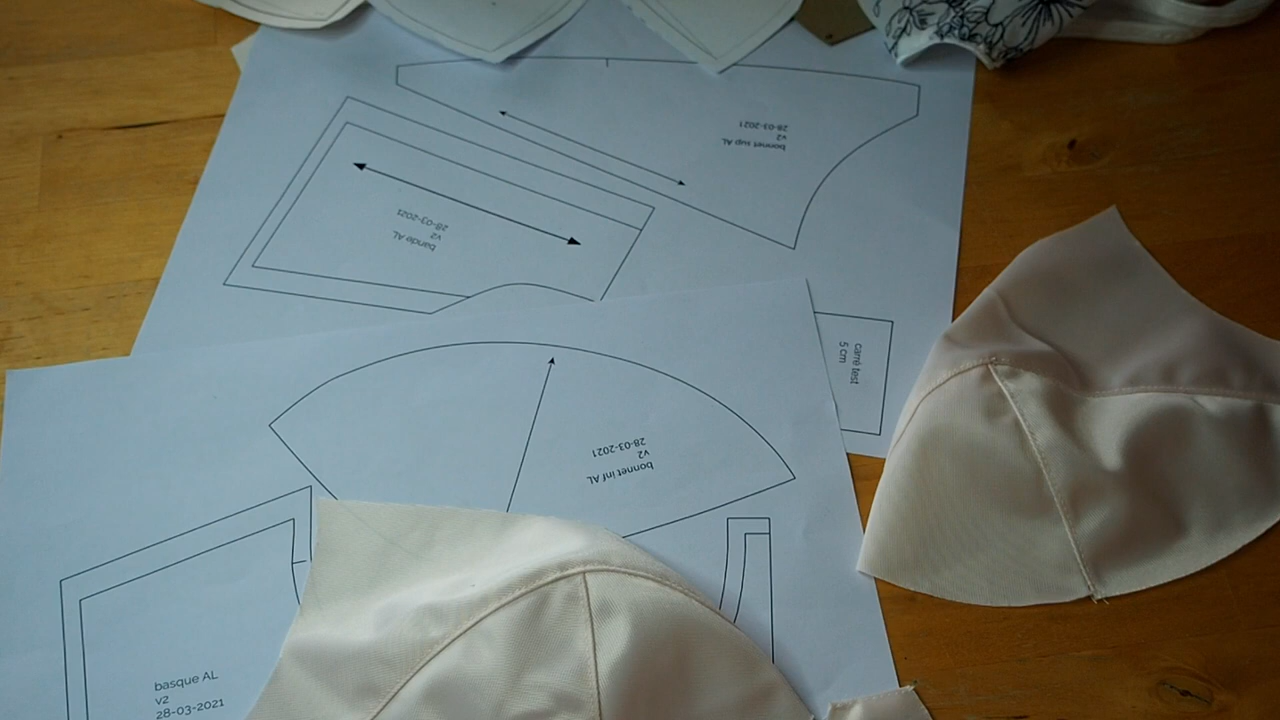 bonnet sup AL
v2
28-03-2021
bande AL
v2
28-03-2021
carré test
5 cm
bonnet inf AL
v2
28-03-2021
basque AL
v2
28-03-2021